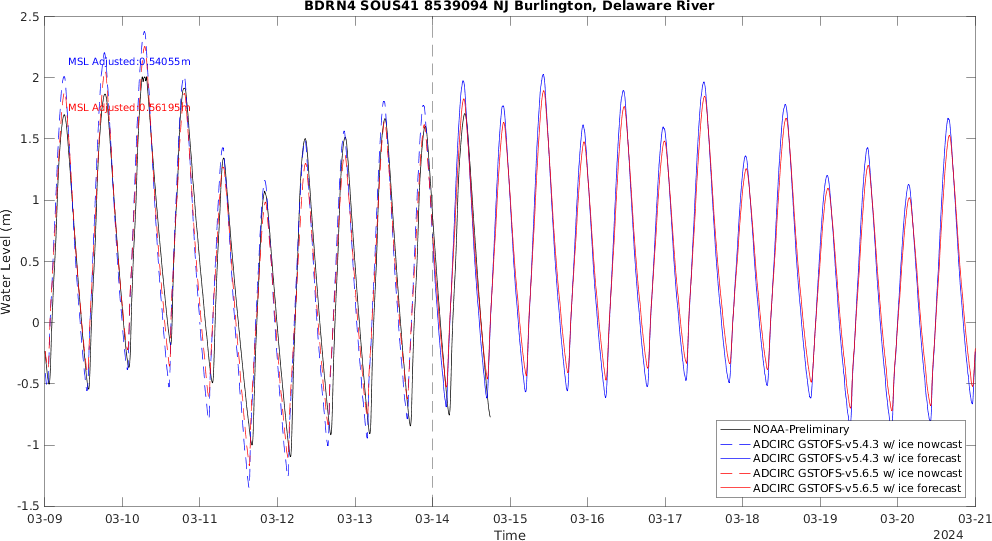 BDRN4 SOUS41 8539094 NJ Burlington, Delaware River
2.5
2
1.5
1
0.5
0
-0.5
-1
-1.5
Water Level (m)
MSL Adjusted:0.54055m
MSL Adjusted:0.56195m
NOAA-Preliminary
ADCIRC GSTOFS-v5.4.3 w/ ice nowcast
ADCIRC GSTOFS-v5.4.3 w/ ice forecast
ADCIRC GSTOFS-v5.6.5 w/ ice nowcast
ADCIRC GSTOFS-v5.6.5 w/ ice forecast
03-09 03-10 03-11 03-12 03-13 03-14 03-15 03-16 03-17 03-18 03-19 03-20 03-21
Time
2024